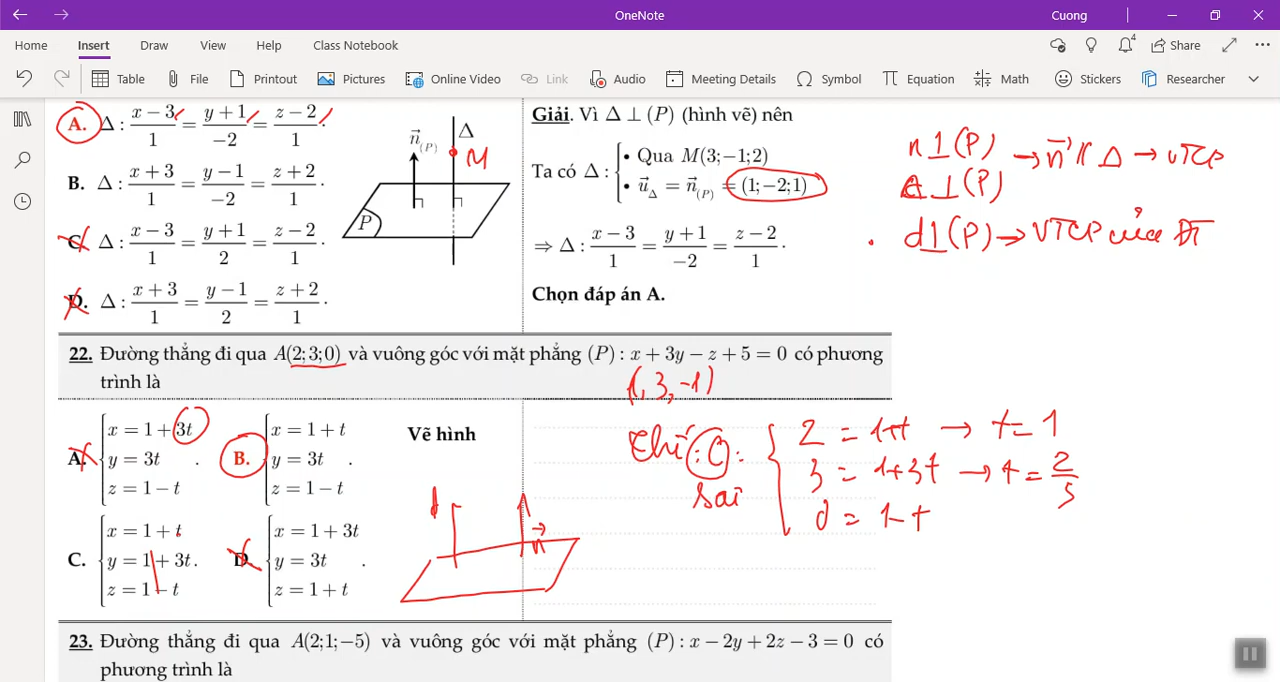 OneNote
Cuong
Home Insert Draw View Help Class Notebook
4 Share
Table File Printout Pictures Online Video Link Audio Meeting Details Symbol Equation Math Stickers Researcher
A. Δ : (x − 3)/1 = (y + 1)/−2 = (z − 2)/1 .
B. Δ : (x + 3)/1 = (y − 1)/−2 = (z + 2)/1 .
C. Δ : (x − 3)/1 = (y + 1)/2 = (z − 2)/1 .
D. Δ : (x + 3)/1 = (y − 1)/2 = (z + 2)/1 .
n⃗(P)
Δ
M
P
Giải. Vì Δ ⊥ (P) (hình vẽ) nên
Ta có Δ : { • Qua M(3;−1;2)
• u⃗Δ = n⃗(P) = (1;−2;1)
⇒ Δ : (x − 3)/1 = (y + 1)/−2 = (z − 2)/1 .
Chọn đáp án A.
n⊥(P)
→ n⃗ // Δ → VTCP
Δ⊥(P)
d⊥(P) → VTCP của ĐT
22. Đường thẳng đi qua A(2;3;0) và vuông góc với mặt phẳng (P) : x + 3y − z + 5 = 0 có phương
trình là
(1, 3, -1)
A. { x = 1 + 3t
y = 3t .
z = 1 − t
B. { x = 1 + t
y = 3t .
z = 1 − t
C. { x = 1 + t
y = 1 + 3t .
z = 1 − t
D. { x = 1 + 3t
y = 3t .
z = 1 + t
Vẽ hình
d
n⃗
Thử : C :
sai
{ 2 = 1+t → t = 1
3 = 1+3t → t = 2/3
0 = 1-t
23. Đường thẳng đi qua A(2;1;−5) và vuông góc với mặt phẳng (P) : x − 2y + 2z − 3 = 0 có
phương trình là